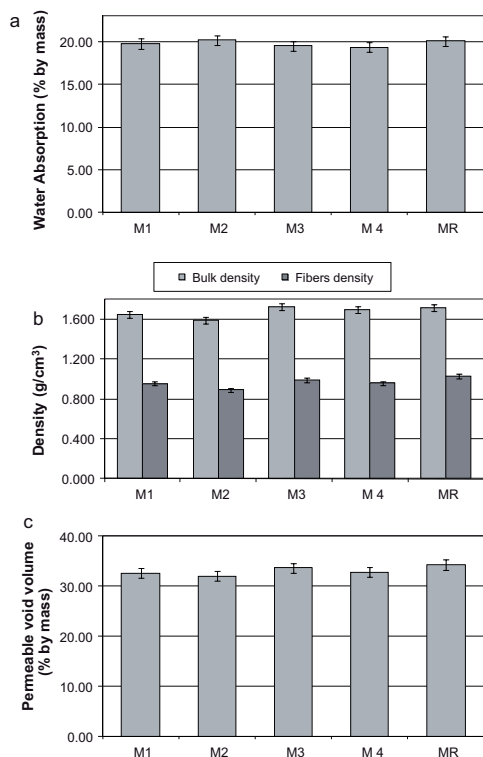 a
Water Absorption (% by mass)
25.00
20.00
15.00
10.00
5.00
0.00
M1 M2 M3 M 4 MR
Bulk density Fibers density
b
Density (g/cm³)
1.600
1.200
0.800
0.400
0.000
M1 M2 M3 M 4 MR
c
Permeable void volume
(% by mass)
40.00
30.00
20.00
10.00
0.00
M1 M2 M3 M 4 MR